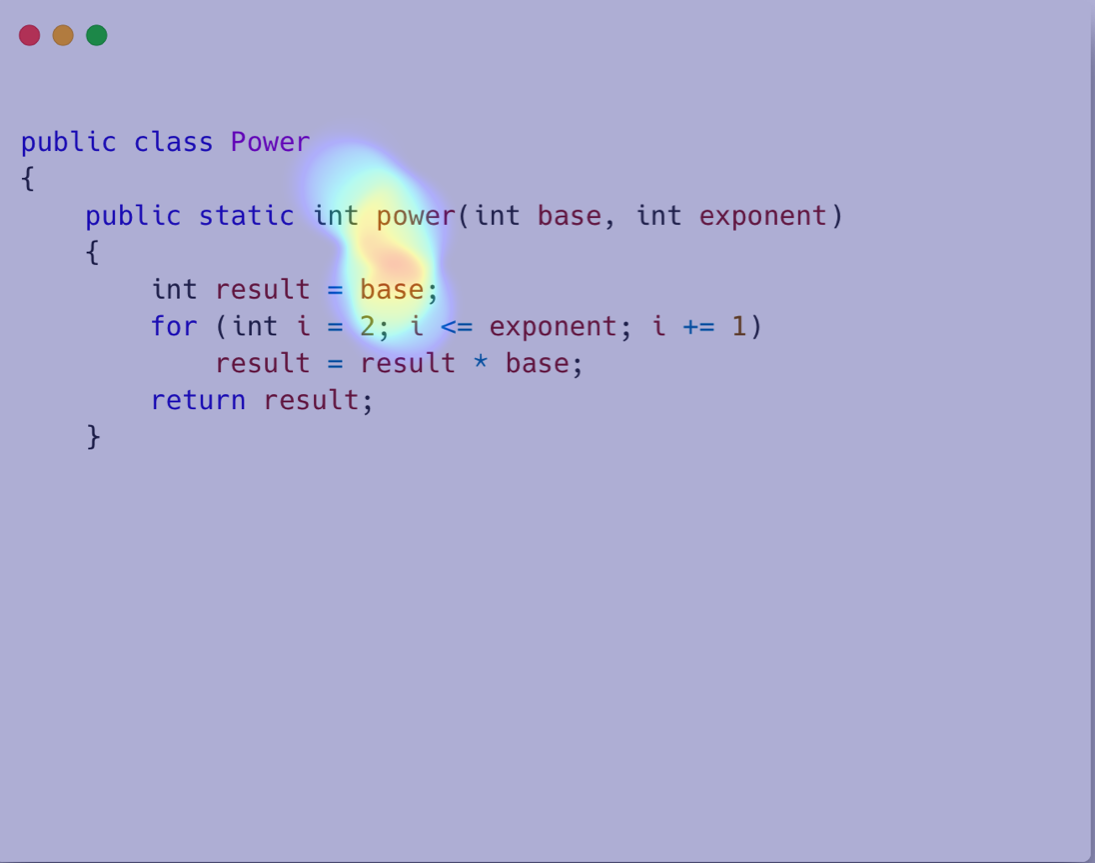 public class Power
{
    public static int power(int base, int exponent)
    {
        int result = base;
        for (int i = 2; i <= exponent; i += 1)
            result = result * base;
        return result;
    }